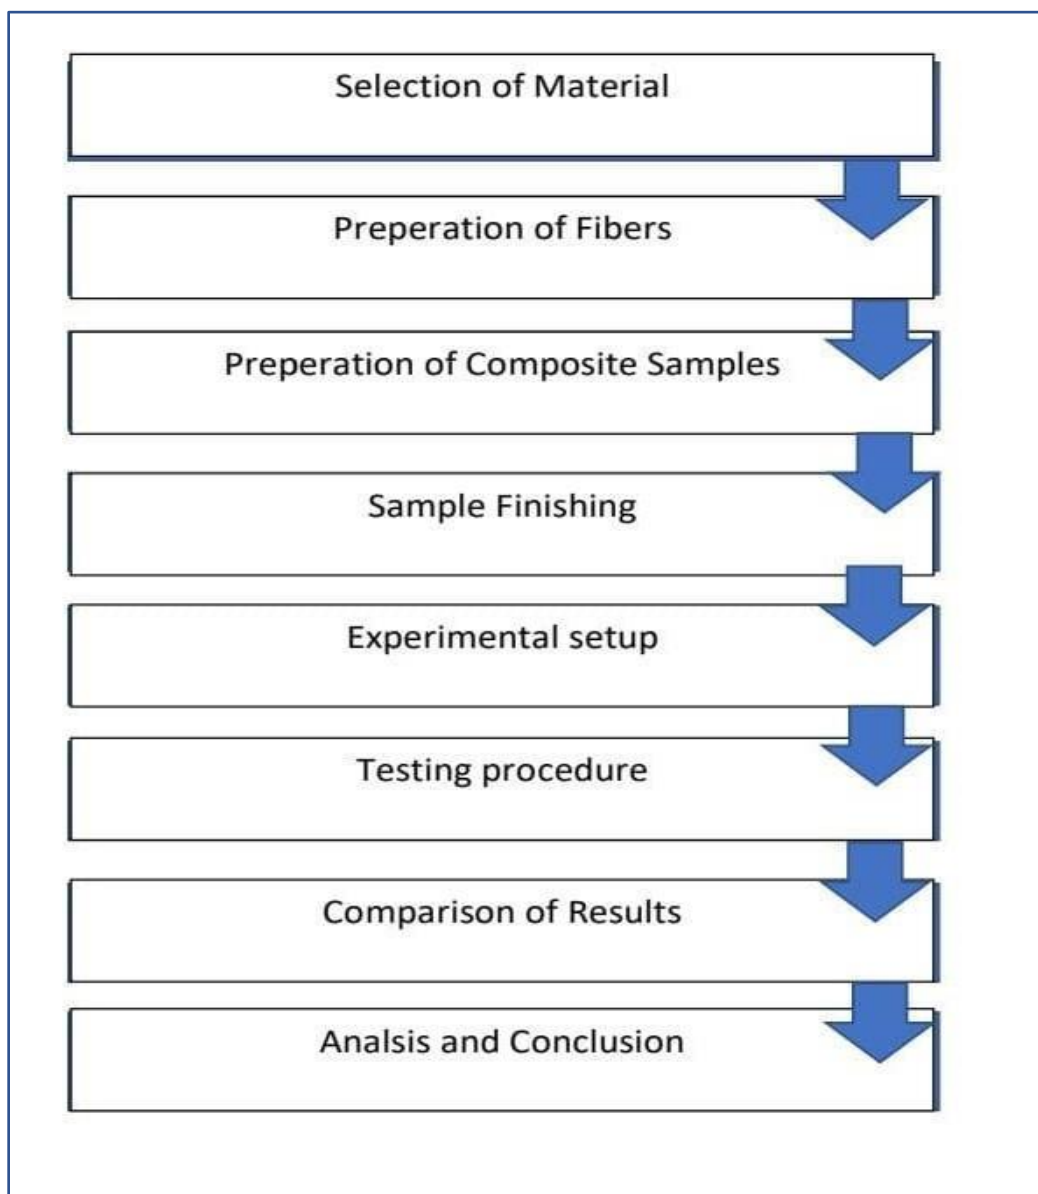 Selection of Material
Preperation of Fibers
Preperation of Composite Samples
Sample Finishing
Experimental setup
Testing procedure
Comparison of Results
Analsis and Conclusion